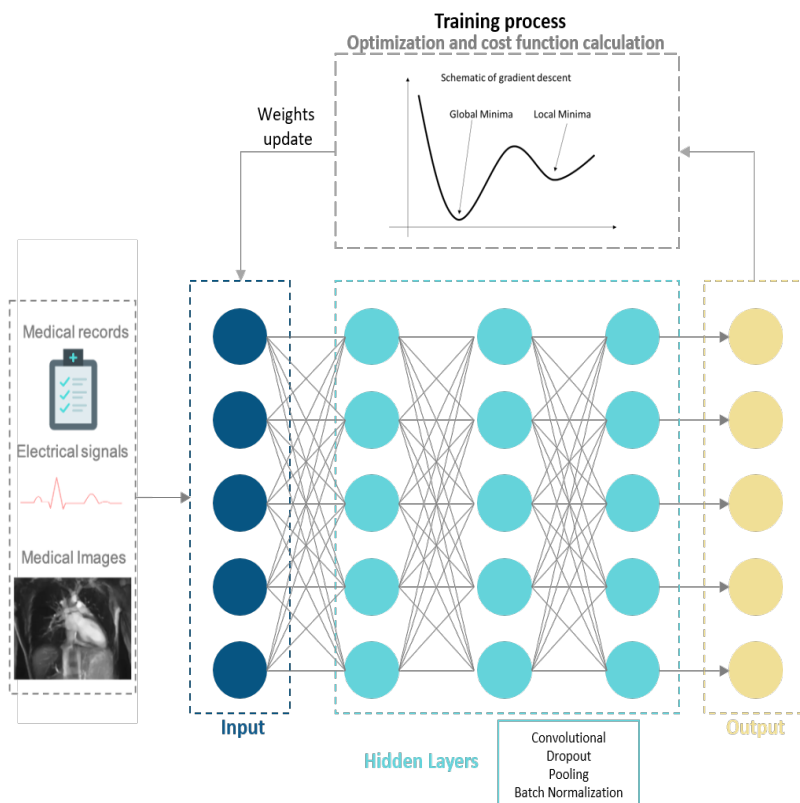 Training process
Optimization and cost function calculation
Schematic of gradient descent
Global Minima
Local Minima
Weights
update
Medical records
Electrical signals
Medical Images
Input
Hidden Layers
Convolutional
Dropout
Pooling
Batch Normalization
Output